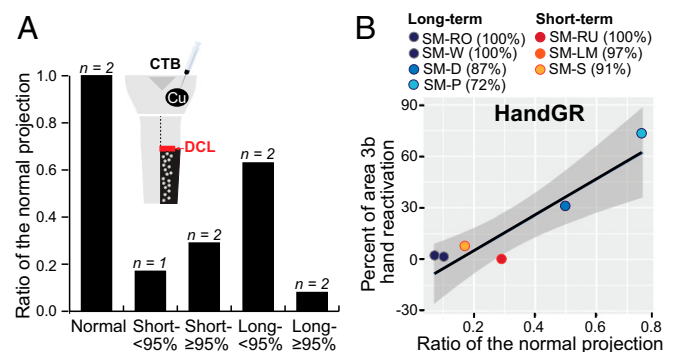 A
CTB
Cu
DCL
Ratio of the normal projection
1.0
0.8
0.6
0.4
0.2
0.0
n = 2
n = 1
n = 2
n = 2
n = 2
Normal
Short-
<95%
Short-
≥95%
Long-
<95%
Long-
≥95%
B
Long-term
SM-RO (100%)
SM-W (100%)
SM-D (87%)
SM-P (72%)
Short-term
SM-RU (100%)
SM-LM (97%)
SM-S (91%)
HandGR
Percent of area 3b
hand reactivation
90
60
30
0
-30
0.2
0.4
0.6
0.8
Ratio of the normal projection